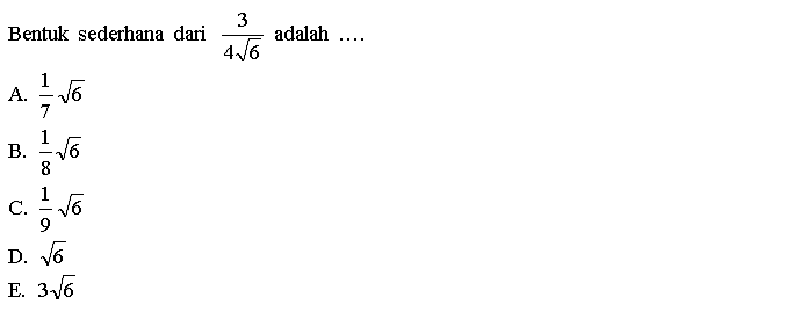 Bentuk sederhana dari $\frac{3}{4\sqrt{6}}$ adalah ....
A. $\frac{1}{7}\sqrt{6}$
B. $\frac{1}{8}\sqrt{6}$
C. $\frac{1}{9}\sqrt{6}$
D. $\sqrt{6}$
E. $3\sqrt{6}$